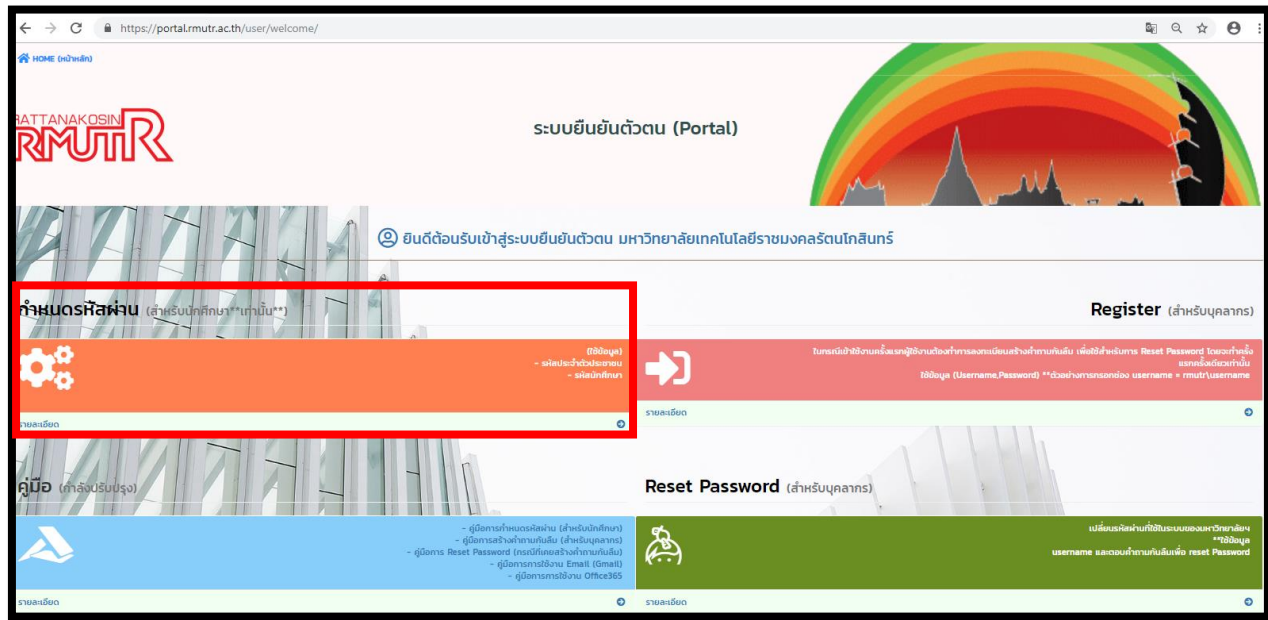 https://portal.rmutr.ac.th/user/welcome/
HOME (หน้าหลัก)
RATTANAKOSIN
RMUTR
ระบบยืนยันตัวตน (Portal)
ยินดีต้อนรับเข้าสู่ระบบยืนยันตัวตน มหาวิทยาลัยเทคโนโลยีราชมงคลรัตนโกสินทร์
กำหนดรหัสผ่าน (สำหรับนักศึกษา**เท่านั้น**)
(ใช้ข้อมูล)
- รหัสประจำตัวประชาชน
- รหัสนักศึกษา
รายละเอียด
Register (สำหรับบุคลากร)
ในกรณีเข้าใช้งานครั้งแรกผู้ใช้งานต้องทำการลงทะเบียนสร้างคำถามกันลืม เพื่อใช้สำหรับการ Reset Password โดยจะทำครั้ง
แรกครั้งเดียวเท่านั้น
ใช้ข้อมูล (Username,Password) **ตัวอย่างการกรอกช่อง username = rmutr\username
รายละเอียด
คู่มือ (กำลังปรับปรุง)
- คู่มือการกำหนดรหัสผ่าน (สำหรับนักศึกษา)
- คู่มือการสร้างคำถามกันลืม (สำหรับบุคลากร)
- คู่มือการ Reset Password (กรณีที่เคยสร้างคำถามกันลืม)
- คู่มือการการใช้งาน Email (Gmail)
- คู่มือการการใช้งาน Office365
รายละเอียด
Reset Password (สำหรับบุคลากร)
เปลี่ยนรหัสผ่านที่ใช้ในระบบของมหาวิทยาลัยฯ
**ใช้ข้อมูล
username และตอบคำถามกันลืมเพื่อ reset Password
รายละเอียด